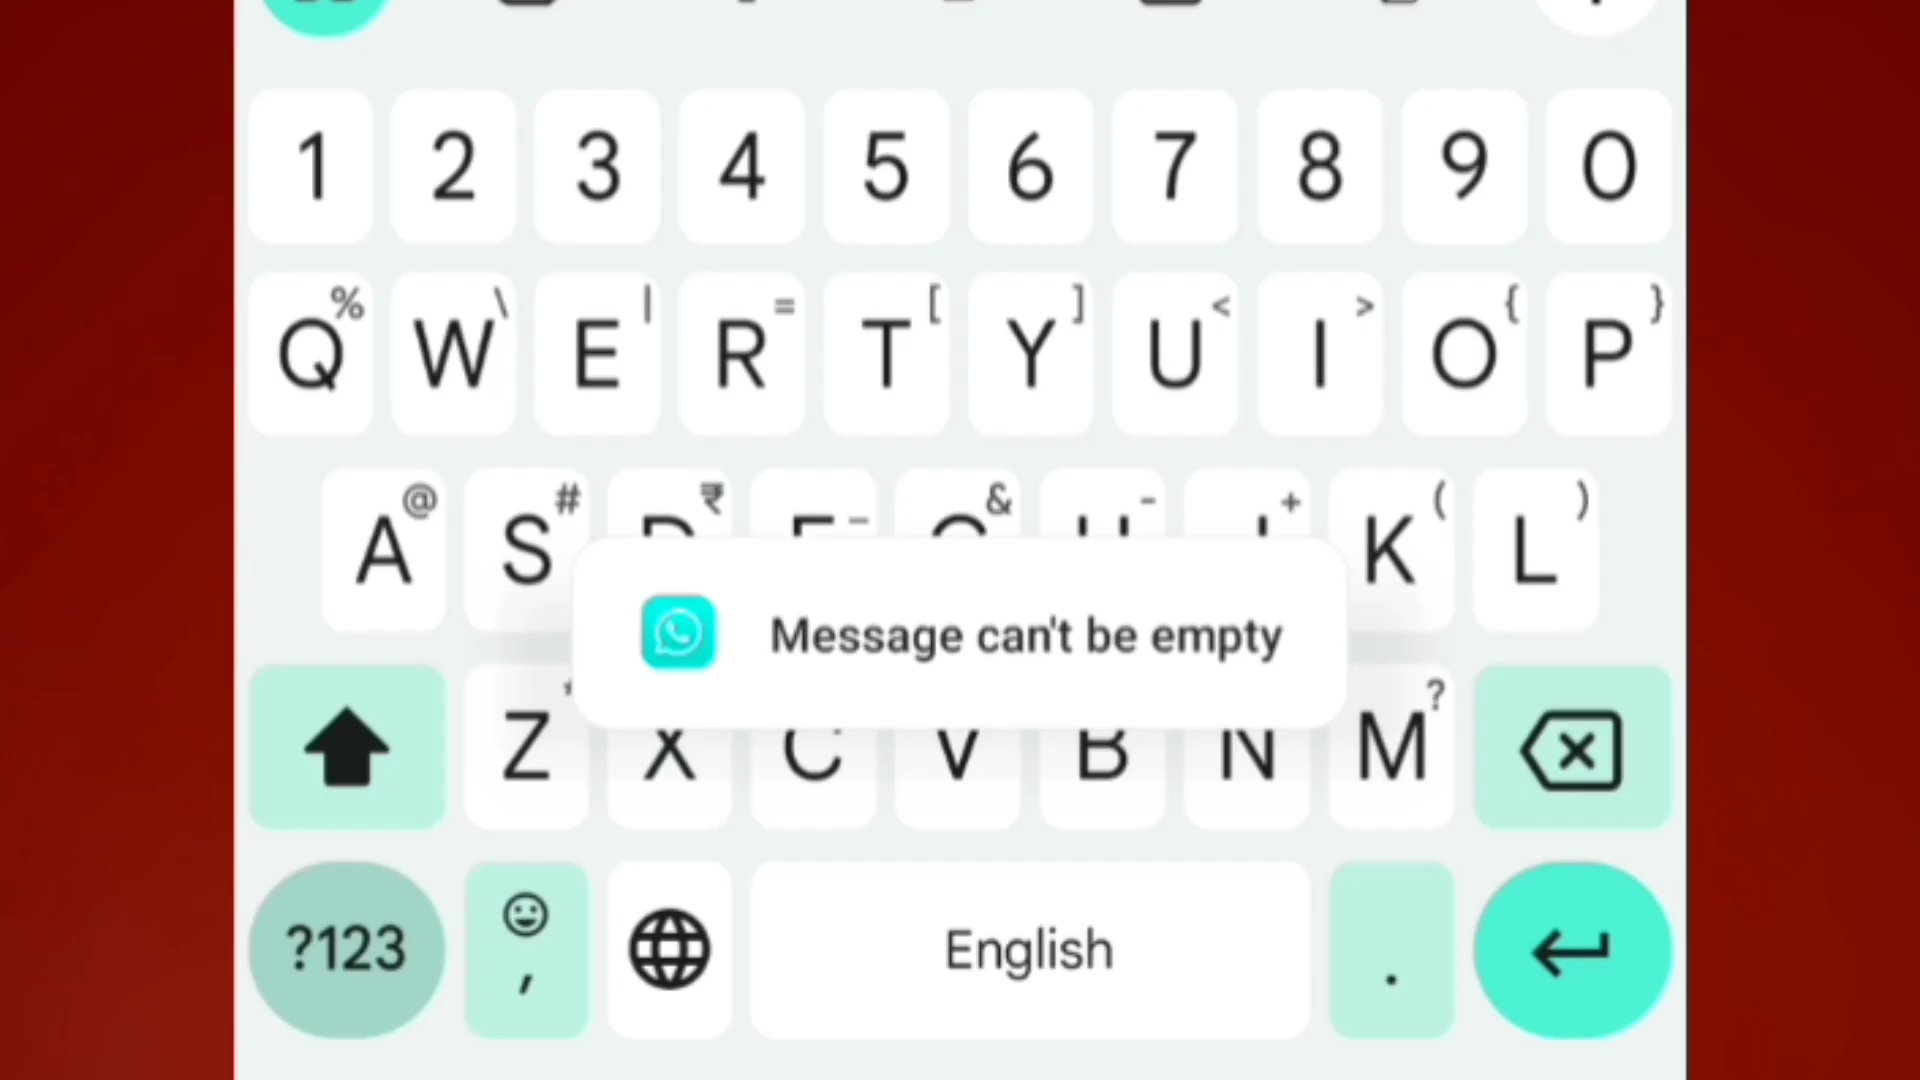 1 2 3 4 5 6 7 8 9 0
% \ | = [ ] < > { }
Q W E R T Y U I O P
@ # ₹ _ & - + ( )
A S D F G H J K L
Message can't be empty
?
Z X C V B N M
?123 , English .